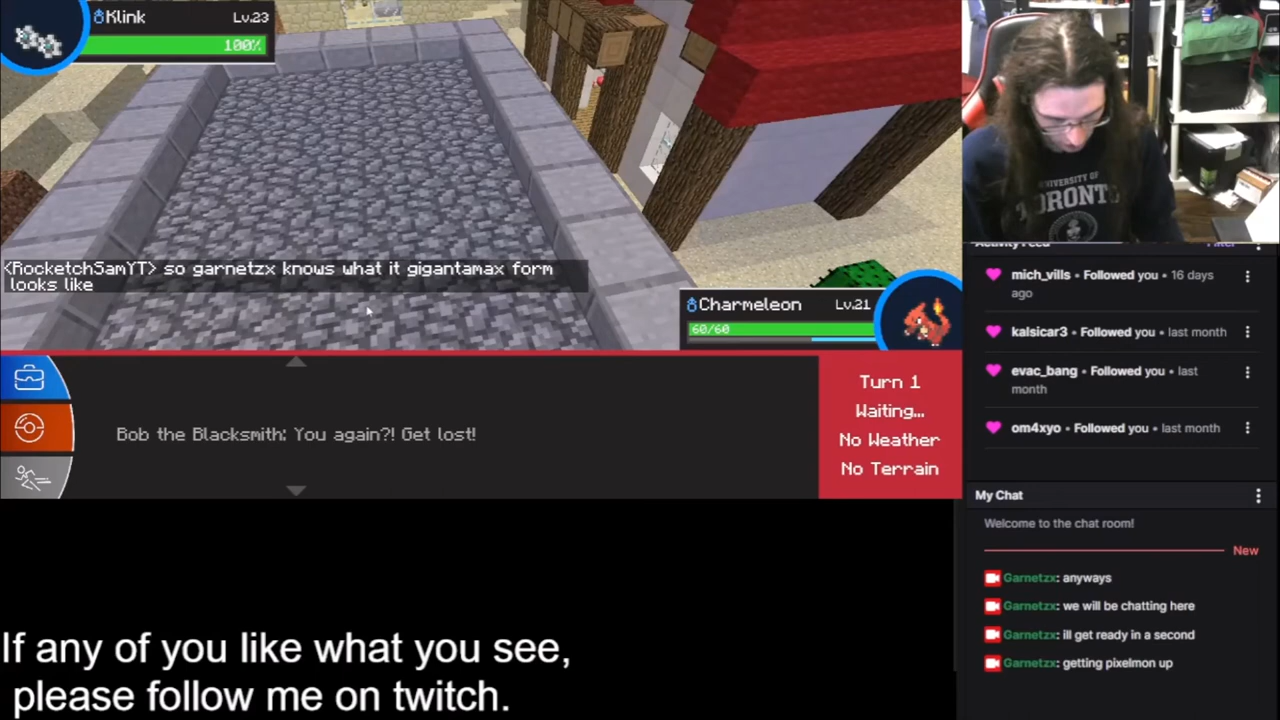 Klink Lv.23
100%
<RocketchSamYT> so garnetzx knows what it gigantamax form
looks like
Charmeleon Lv.21
60/60
Bob the Blacksmith: You again?! Get lost!
Turn 1
Waiting...
No Weather
No Terrain
If any of you like what you see,
please follow me on twitch.
UNIVERSITY OF
TORONTO
Activity Feed Filter
mich_vills • Followed you • 16 days
ago
kalsicar3 • Followed you • last month
evac_bang • Followed you • last
month
om4xyo • Followed you • last month
My Chat
Welcome to the chat room!
New
Garnetzx: anyways
Garnetzx: we will be chatting here
Garnetzx: ill get ready in a second
Garnetzx: getting pixelmon up